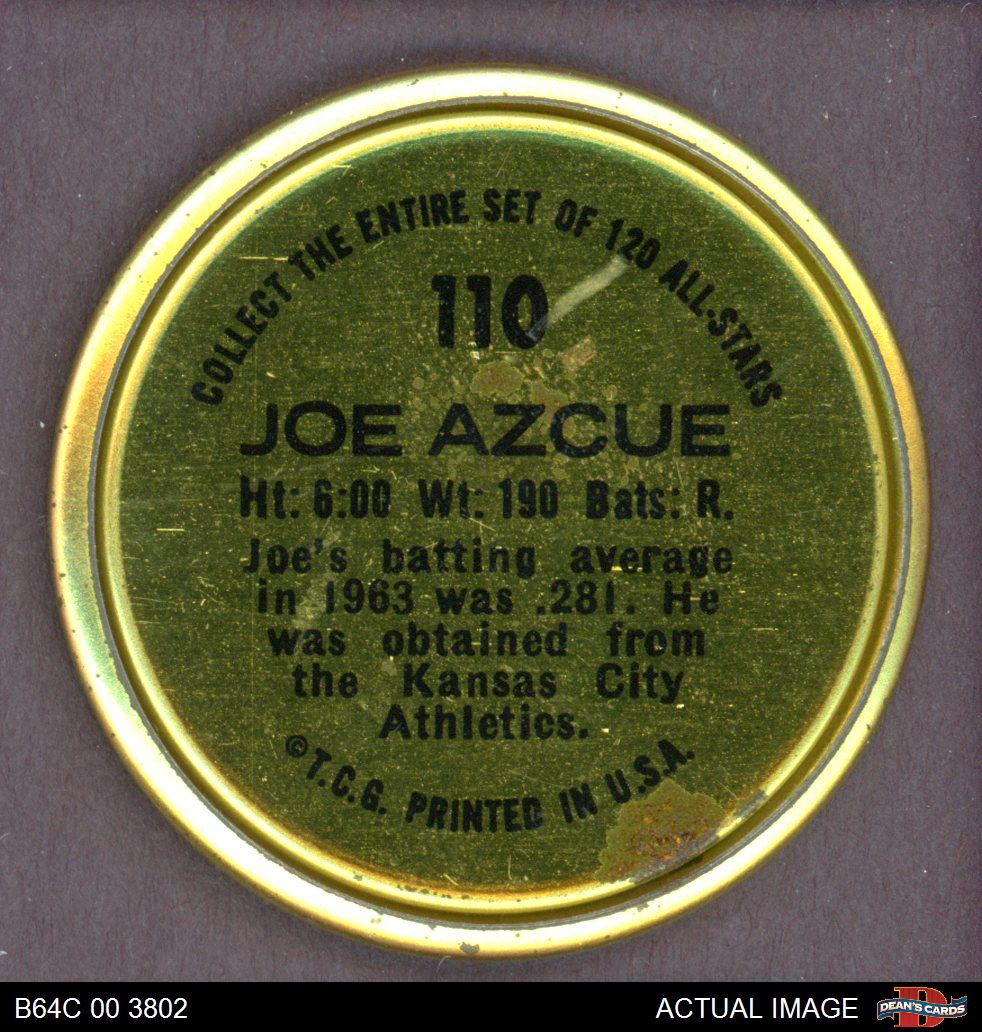 COLLECT THE ENTIRE SET OF 120 ALL-STARS
110
JOE AZCUE
Ht: 6:00 Wt: 190 Bats: R.
Joe's batting average
in 1963 was .281. He
was obtained from
the Kansas City
Athletics.
© T.C.G. PRINTED IN U.S.A.
B64C 00 3802
ACTUAL IMAGE
DEAN'S CARDS